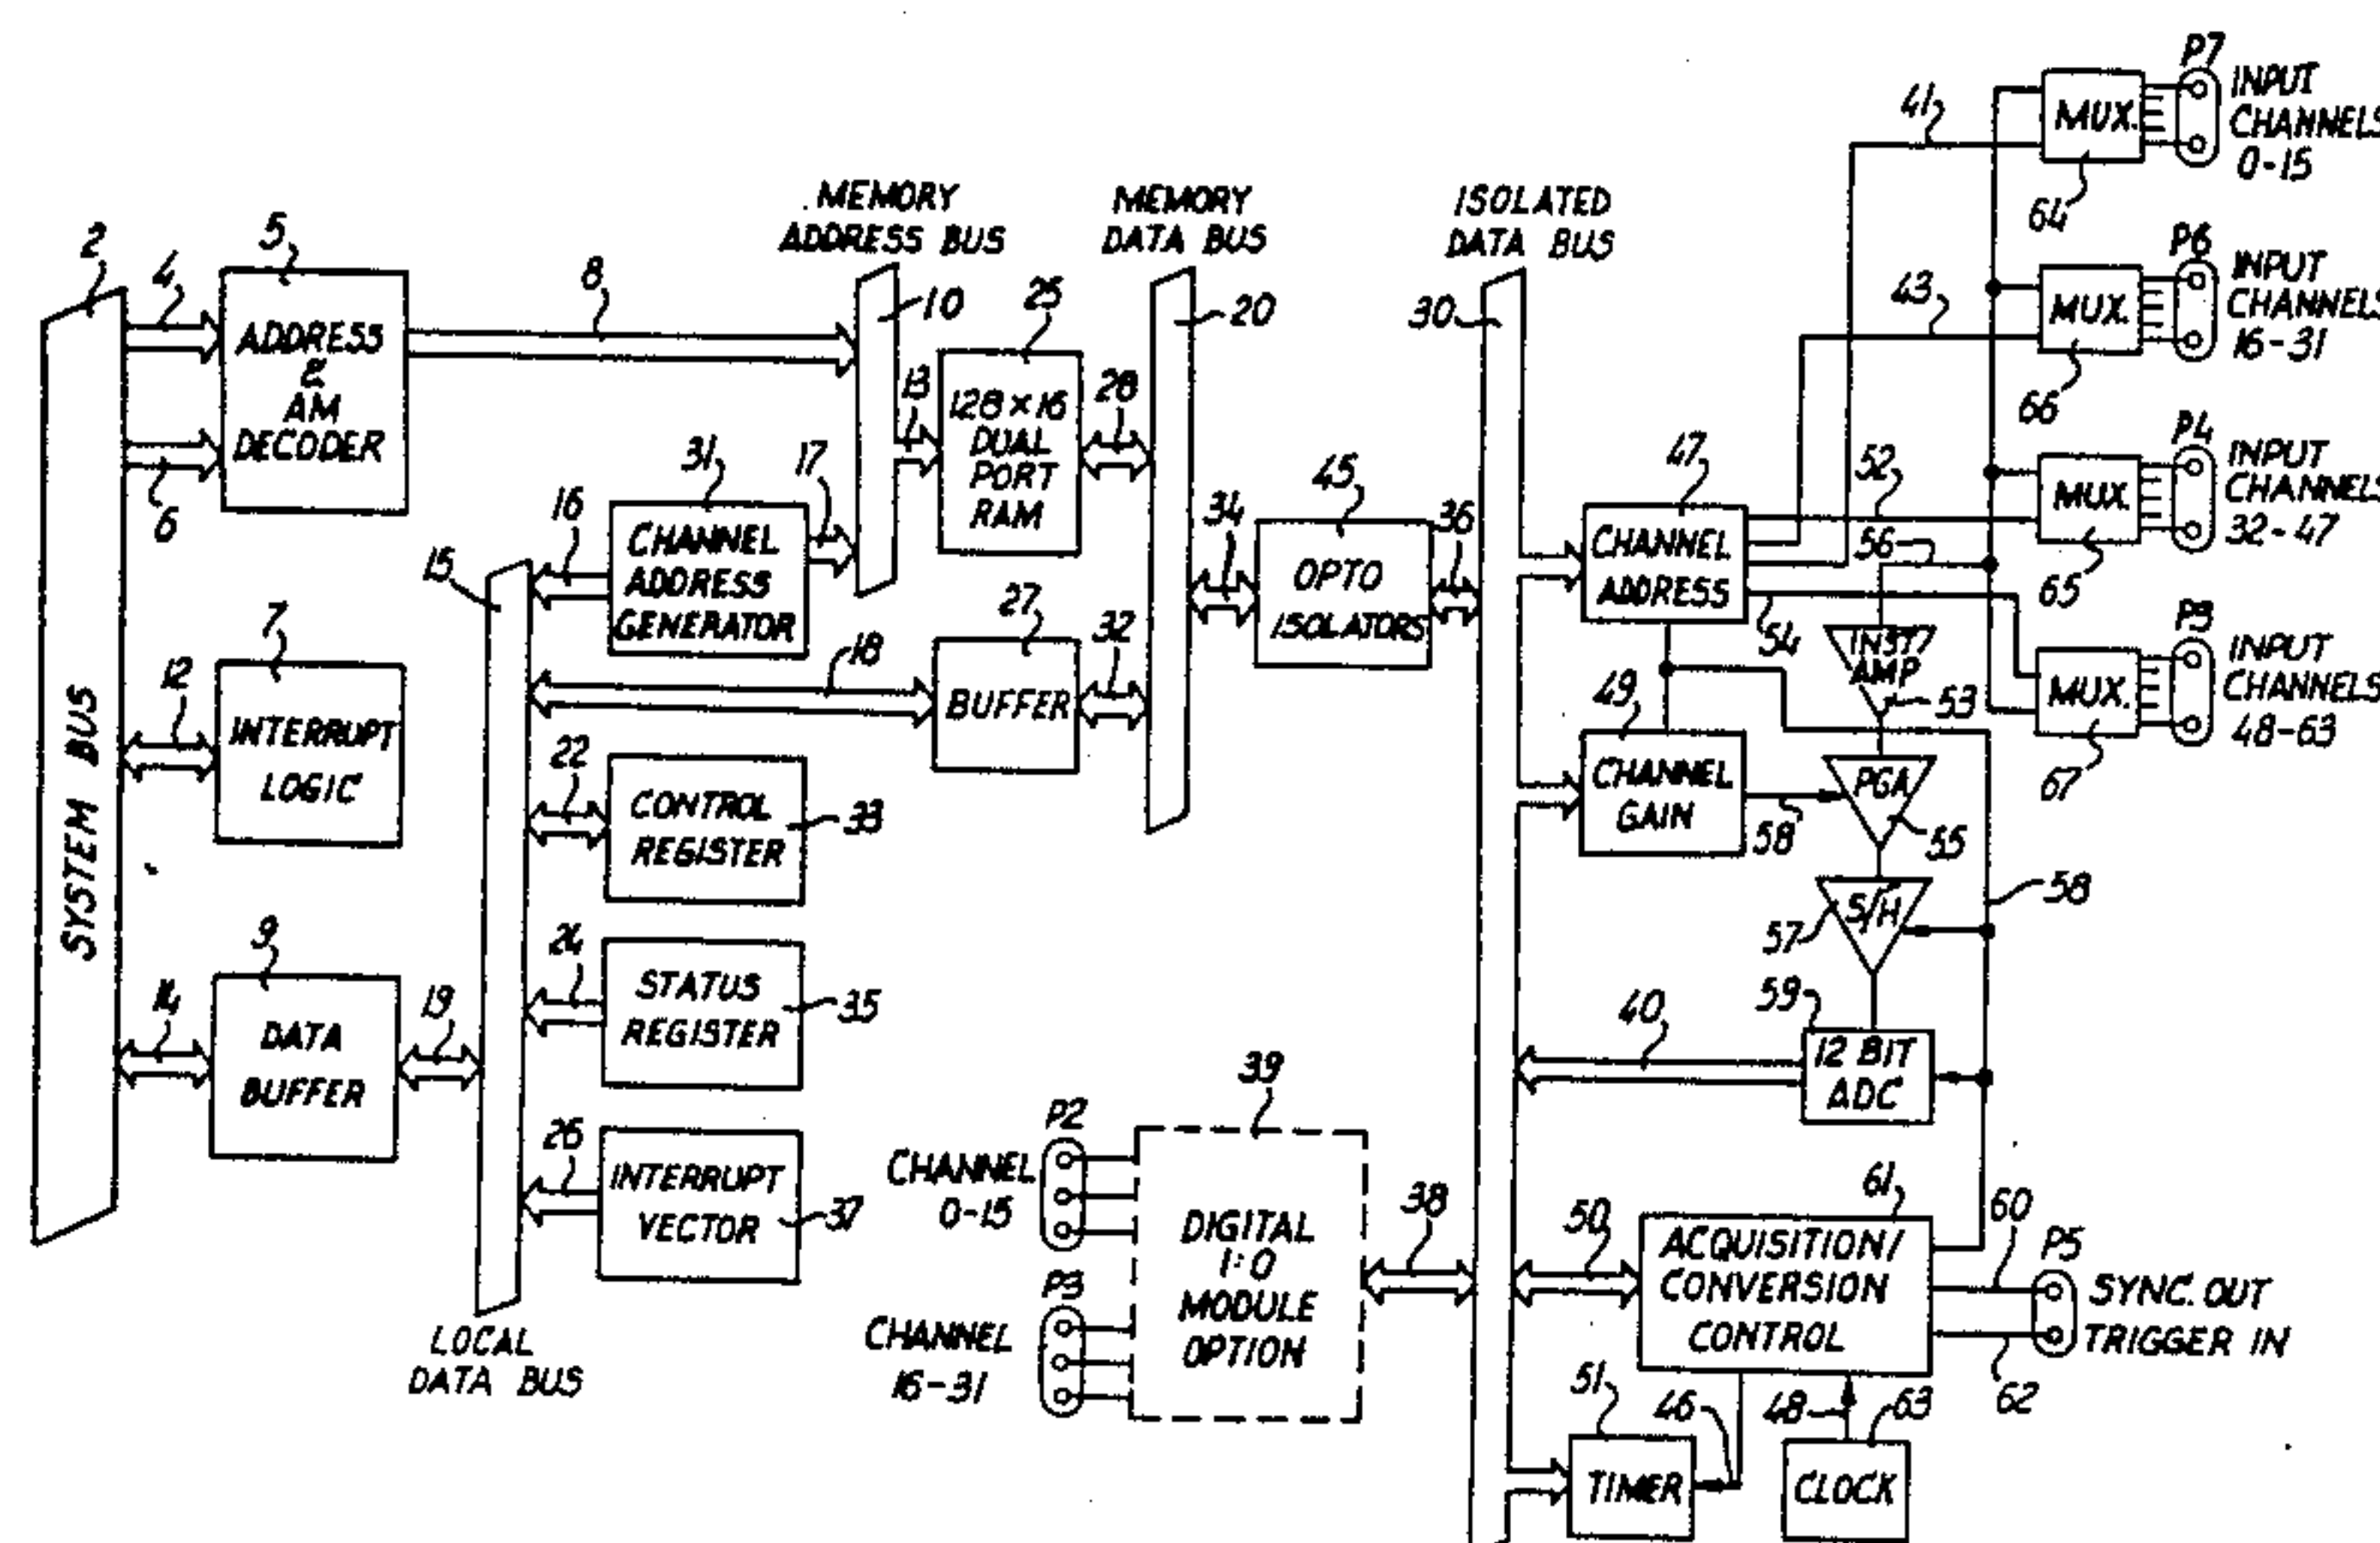 P7
INPUT
CHANNELS
0-15
41
MUX.
64
MEMORY
ADDRESS BUS
MEMORY
DATA BUS
ISOLATED
DATA BUS
P6
INPUT
CHANNELS
16-31
43
MUX.
66
2
4
5
ADDRESS
&
AM
DECODER
6
8
10
13
25
128 x 16
DUAL
PORT
RAM
28
20
30
31
CHANNEL
ADDRESS
GENERATOR
16
17
15
45
OPTO
ISOLATORS
34
36
47
CHANNEL
ADDRESS
52
56
54
P4
INPUT
CHANNELS
32-47
MUX.
65
INST
AMP
53
P3
INPUT
CHANNELS
48-63
MUX.
67
7
INTERRUPT
LOGIC
12
SYSTEM BUS
18
27
BUFFER
32
22
CONTROL
REGISTER
33
49
CHANNEL
GAIN
58
PGA
55
S/H
57
58
9
DATA
BUFFER
14
19
24
STATUS
REGISTER
35
40
59
12 BIT
ADC
26
INTERRUPT
VECTOR
37
LOCAL
DATA BUS
P2
CHANNEL
0-15
P3
CHANNEL
16-31
39
DIGITAL
I:O
MODULE
OPTION
38
50
61
ACQUISITION/
CONVERSION
CONTROL
60
P5
SYNC. OUT
TRIGGER IN
62
51
TIMER
46
48
63
CLOCK